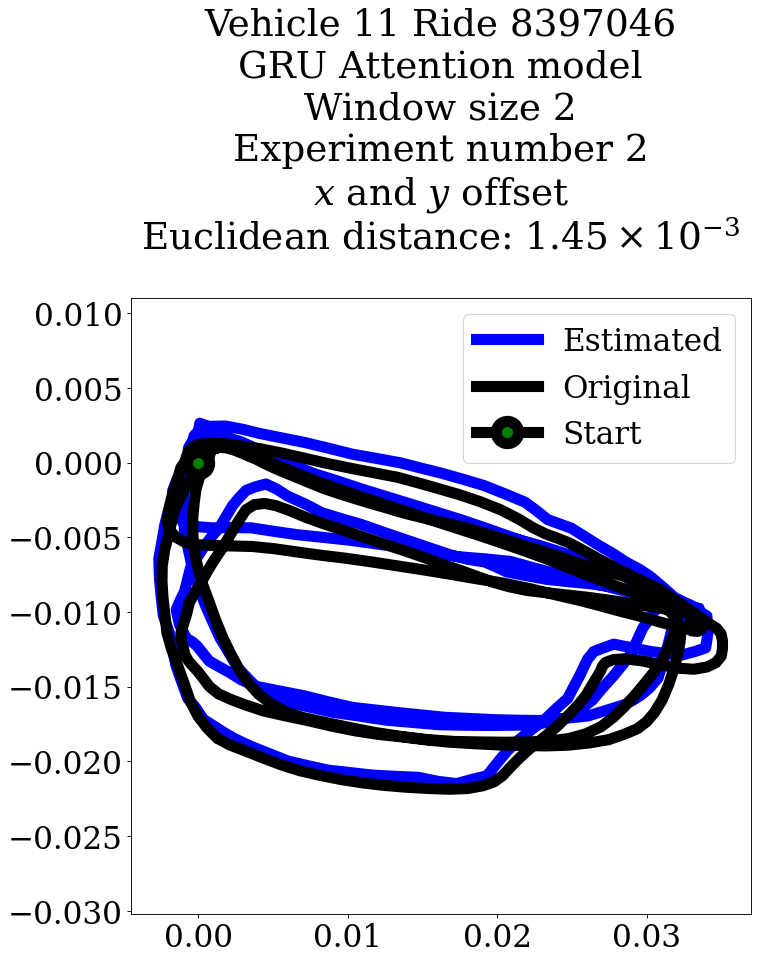 Vehicle 11 Ride 8397046
GRU Attention model
Window size 2
Experiment number 2
x and y offset
Euclidean distance: 1.45 × 10⁻³
Estimated
Original
Start
0.010
0.005
0.000
−0.005
−0.010
−0.015
−0.020
−0.025
−0.030
0.00 0.01 0.02 0.03